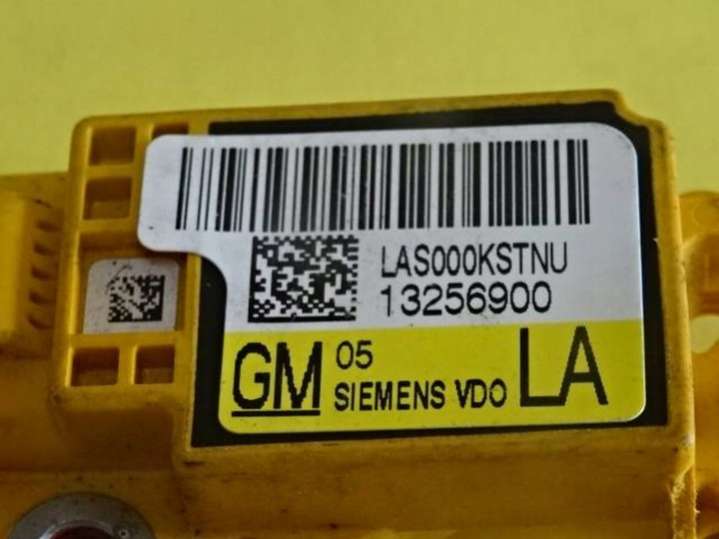 LAS000KSTNU
13256900
GM 05 LA
SIEMENS VDO